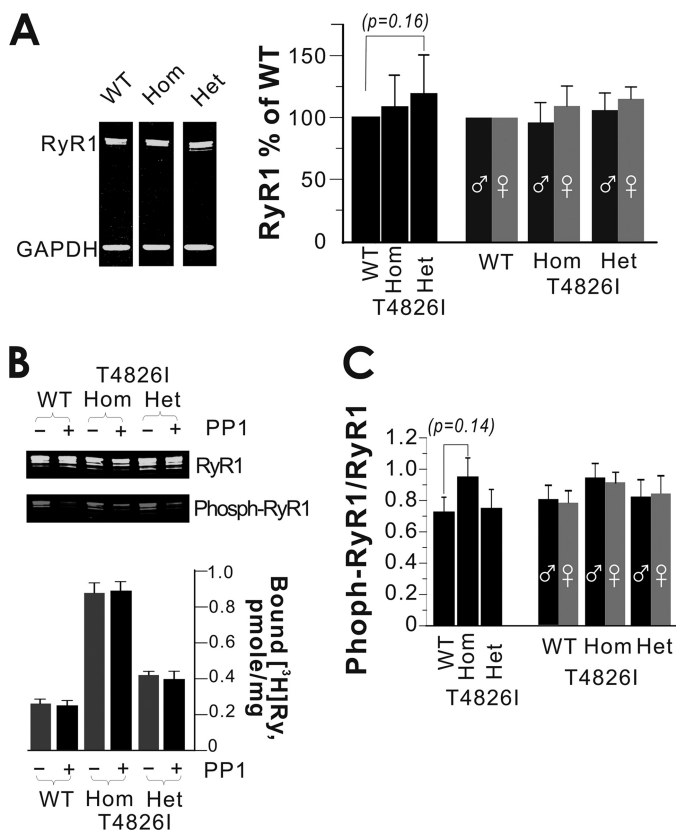 A
WT Hom Het
RyR1
GAPDH
RyR1 % of WT
(p=0.16)
150
100
50
0
WT Hom Het
T4826I
♂ ♀ ♂ ♀ ♂ ♀
WT Hom Het
T4826I
B
T4826I
WT Hom Het
– + – + – + PP1
RyR1
Phosph-RyR1
1.0
0.8
0.6
0.4
0.2
0
Bound [³H]Ry,
pmole/mg
– + – + – + PP1
WT Hom Het
T4826I
C
Phoph-RyR1/RyR1
(p=0.14)
1.2
1.0
0.8
0.6
0.4
0.2
0
WT Hom Het
T4826I
♂ ♀ ♂ ♀ ♂ ♀
WT Hom Het
T4826I